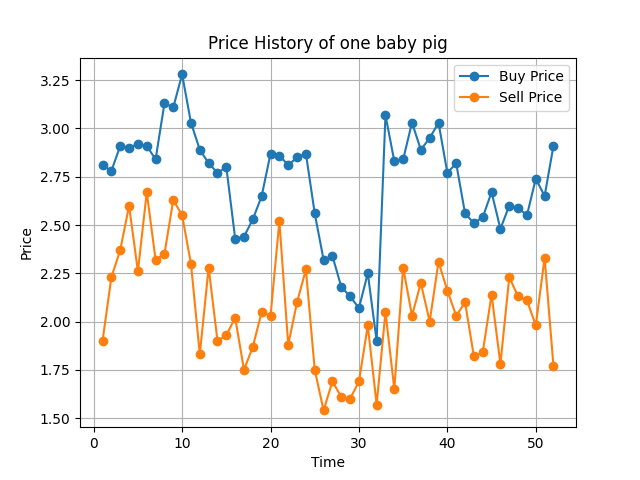 Price History of one baby pig
Buy Price
Sell Price
3.25
3.00
2.75
2.50
2.25
2.00
1.75
1.50
Price
0 10 20 30 40 50
Time